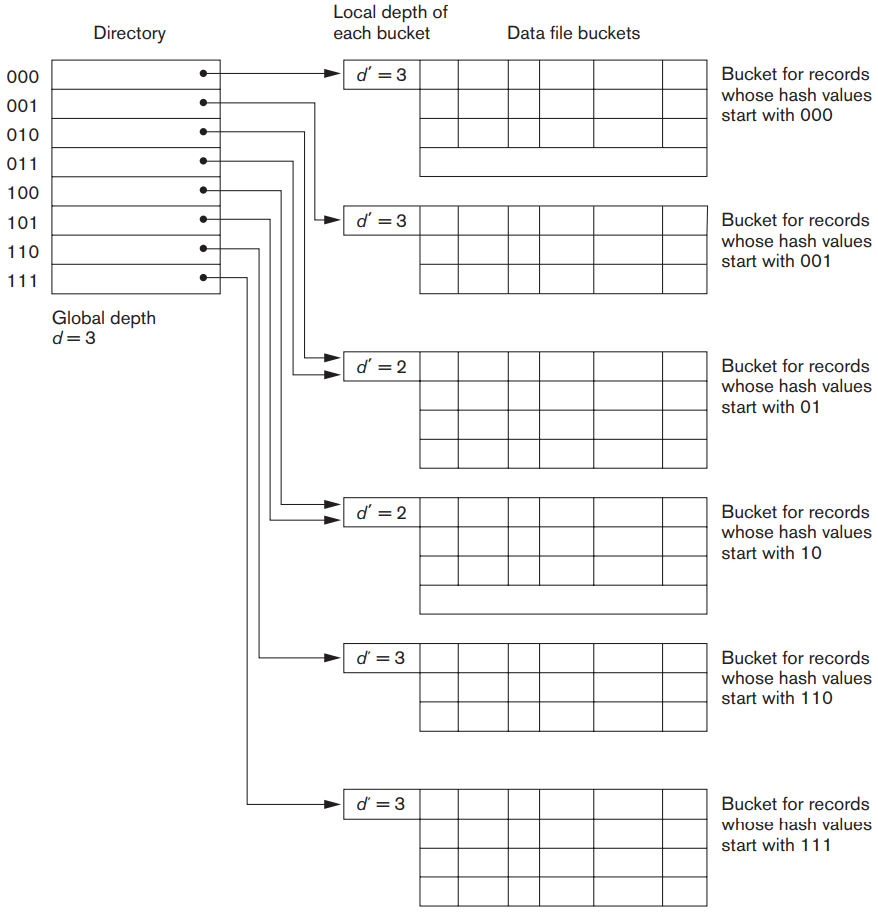 Directory
Local depth of
each bucket
Data file buckets
000
001
010
011
100
101
110
111
Global depth
d = 3
d′ = 3
Bucket for records
whose hash values
start with 000
d′ = 3
Bucket for records
whose hash values
start with 001
d′ = 2
Bucket for records
whose hash values
start with 01
d′ = 2
Bucket for records
whose hash values
start with 10
d′ = 3
Bucket for records
whose hash values
start with 110
d′ = 3
Bucket for records
whose hash values
start with 111